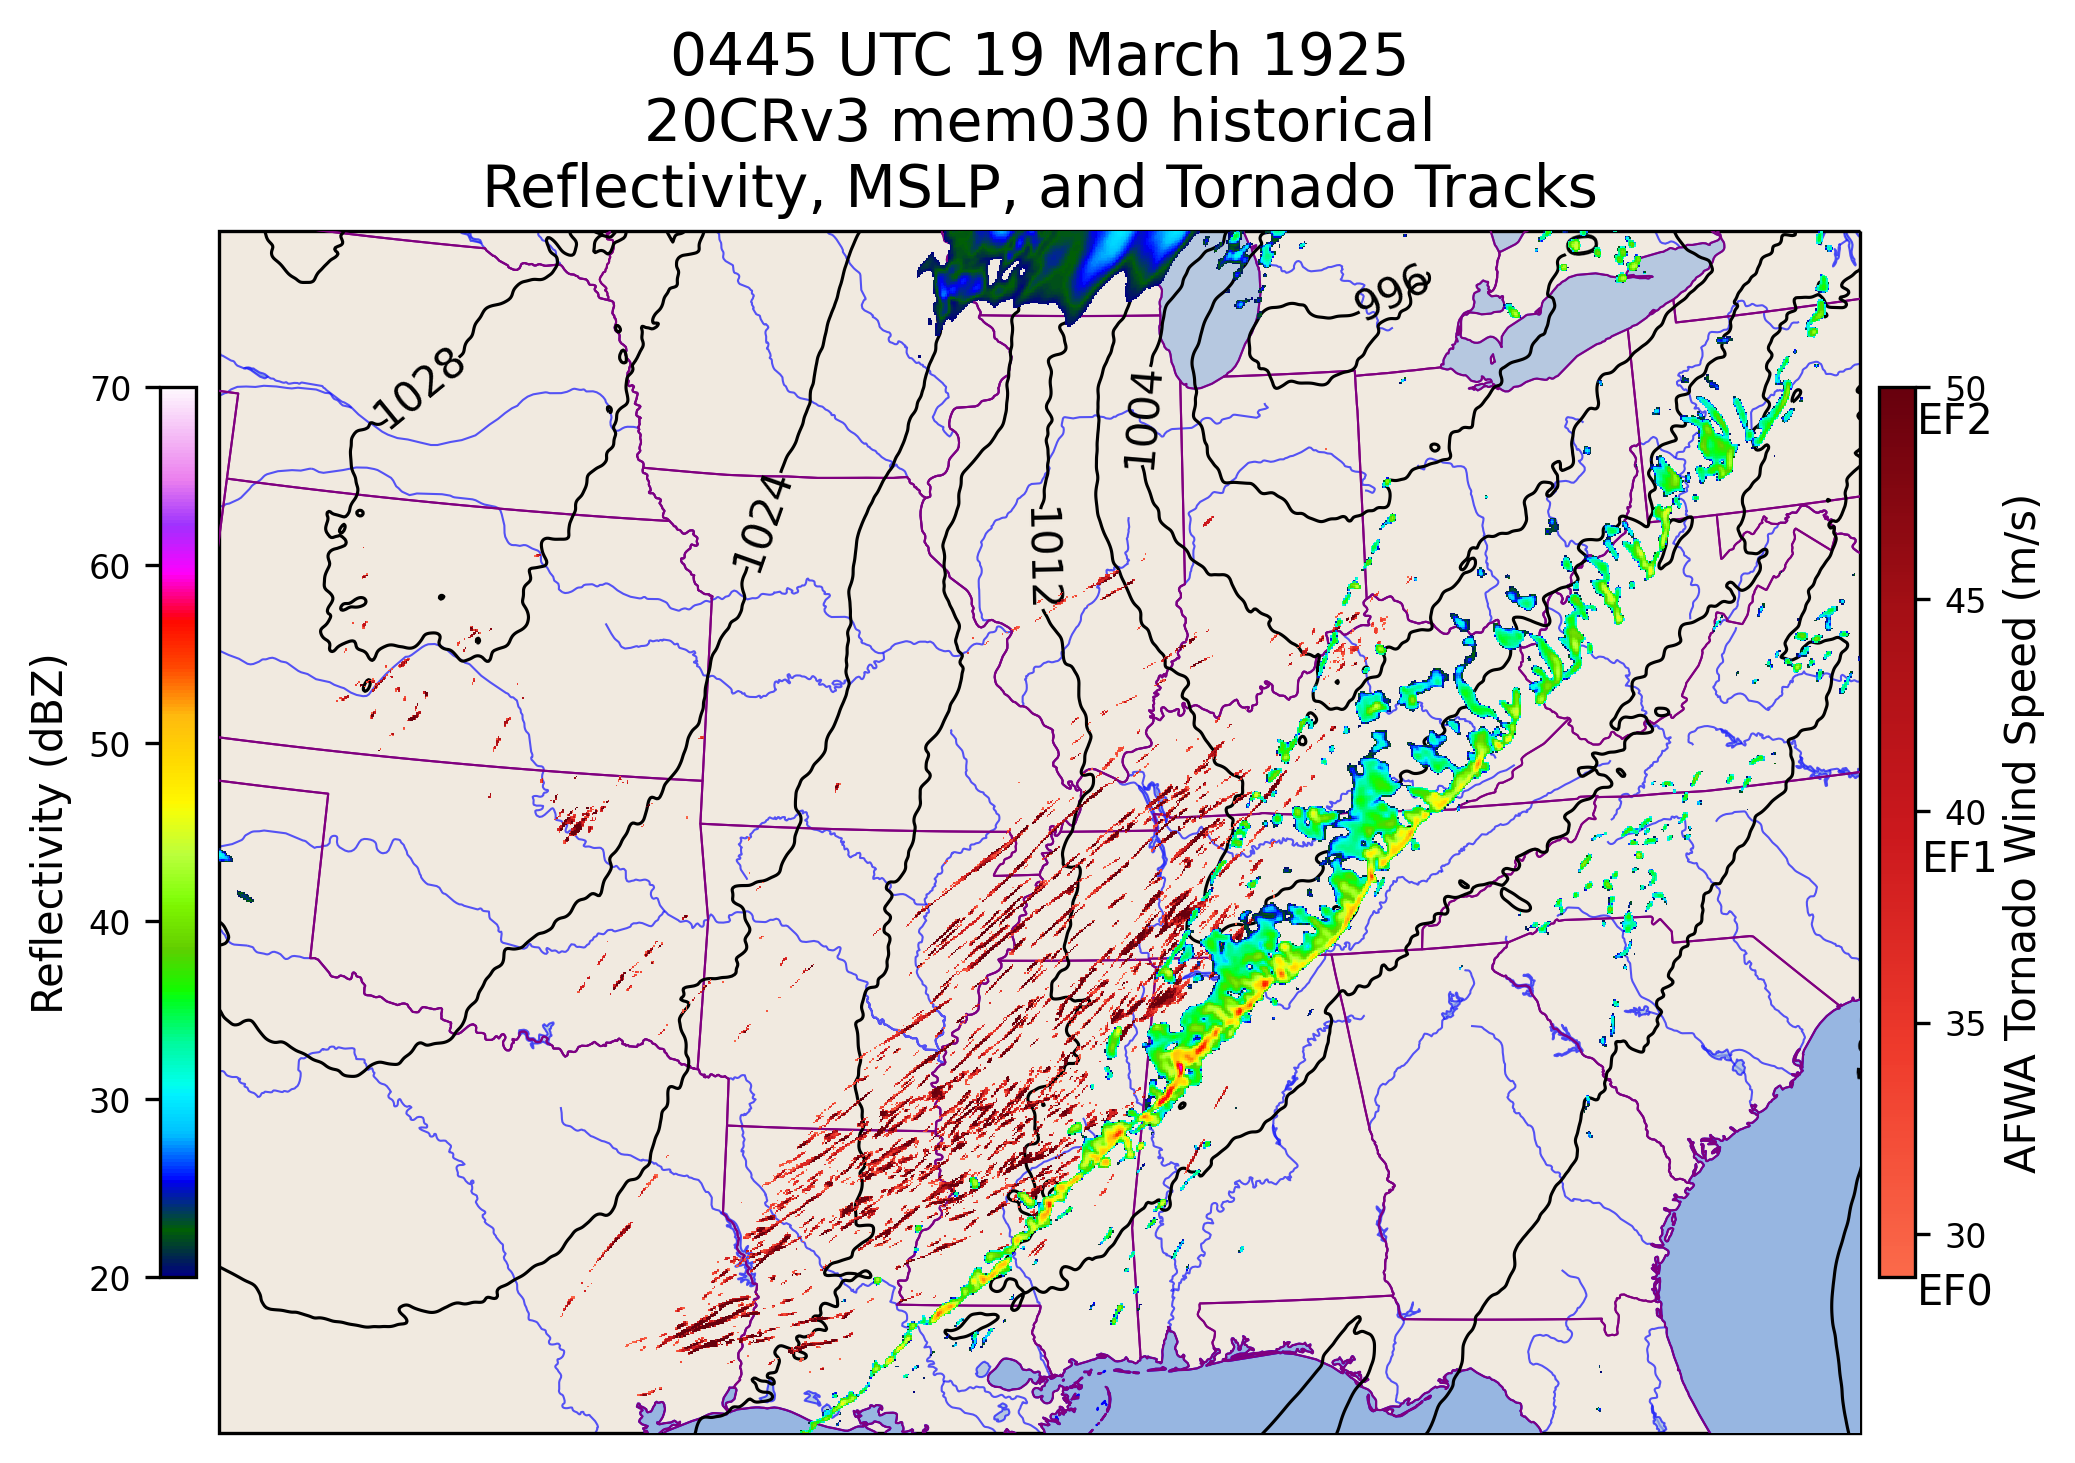 0445 UTC 19 March 1925
20CRv3 mem030 historical
Reflectivity, MSLP, and Tornado Tracks
996
1028
1004
1024
1012
70
60
50
40
30
20
Reflectivity (dBZ)
50
EF2
45
40
EF1
35
30
EF0
AFWA Tornado Wind Speed (m/s)